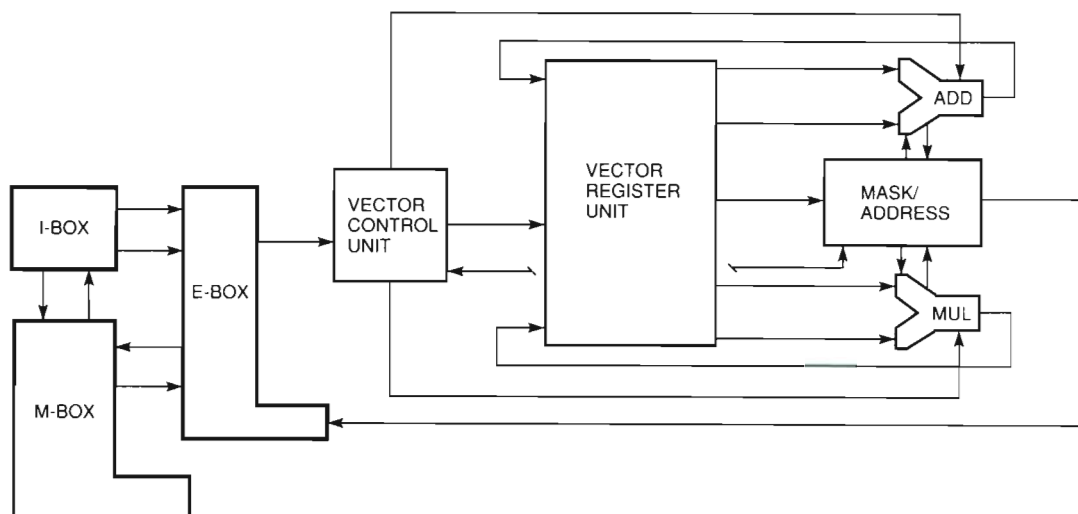 ADD
VECTOR
REGISTER
UNIT
MASK/
ADDRESS
VECTOR
CONTROL
UNIT
I-BOX
E-BOX
MUL
M-BOX